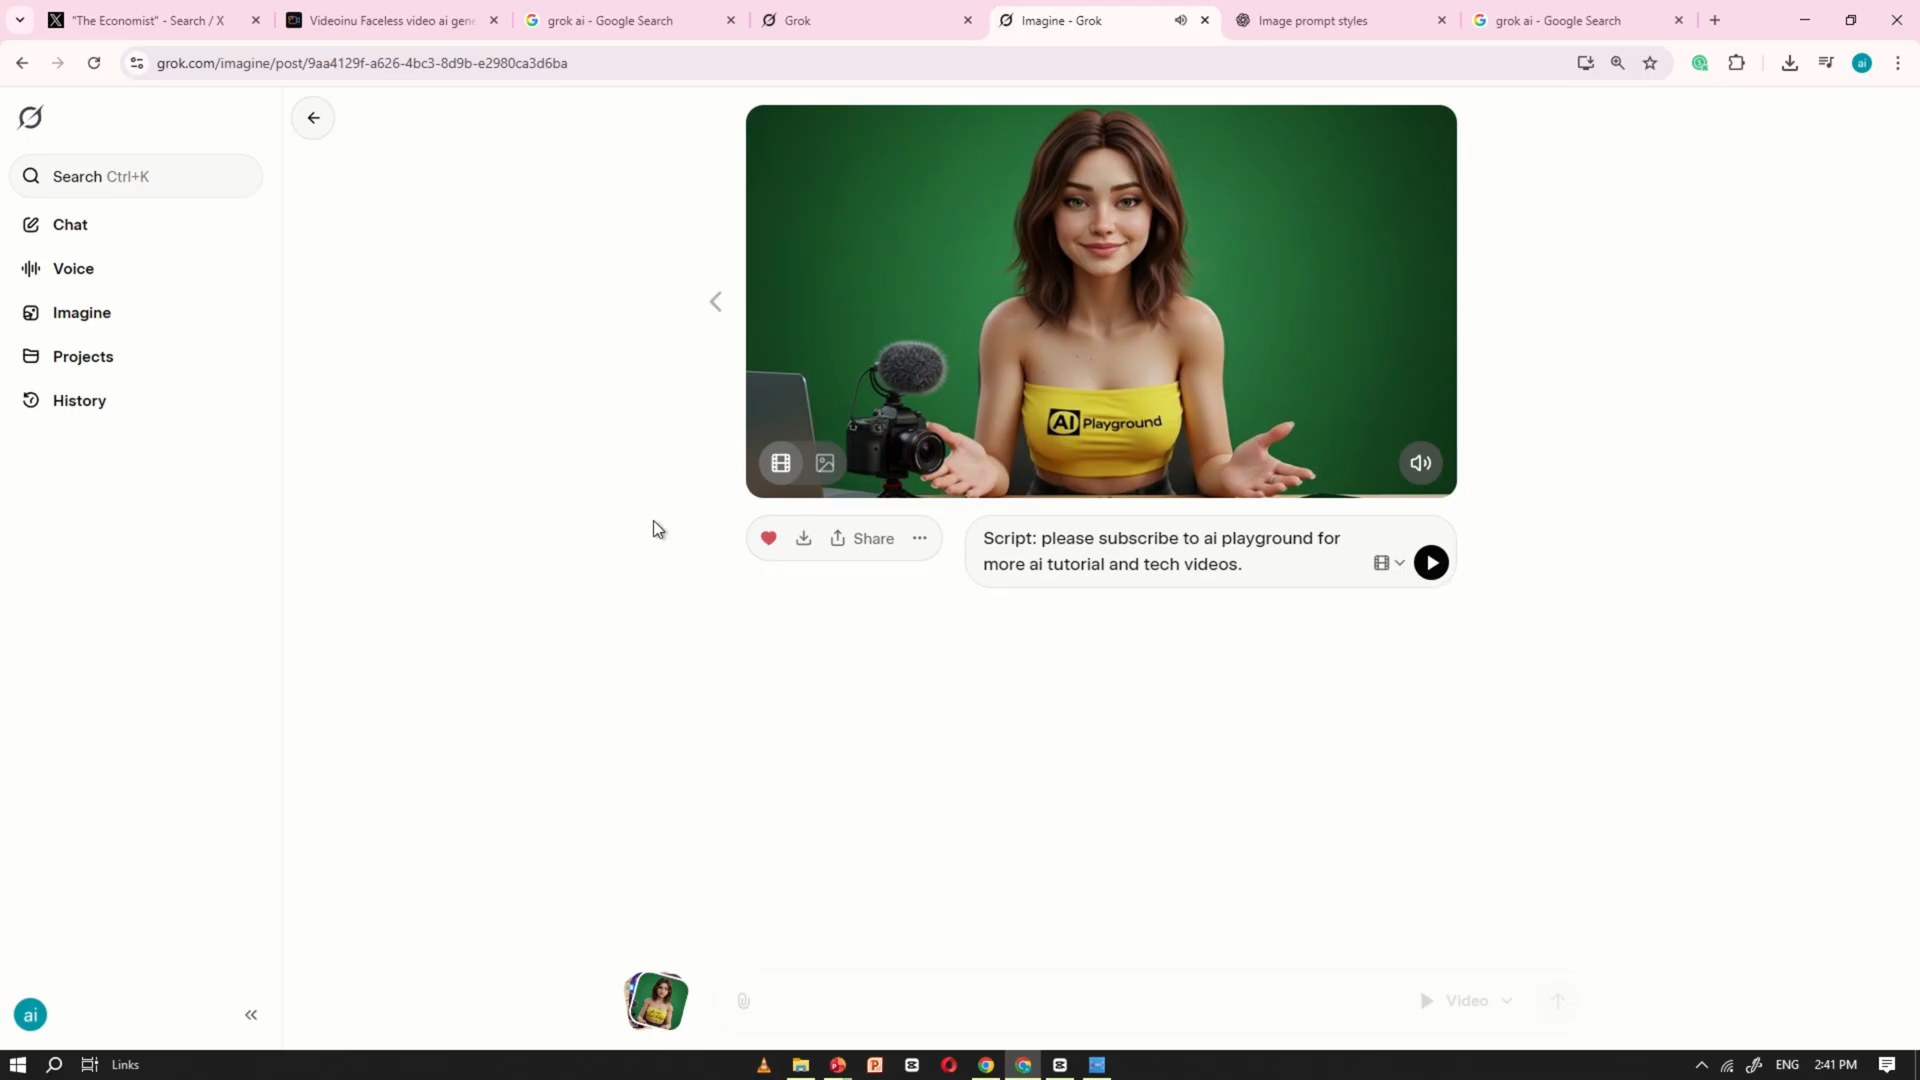 "The Economist" - Search / X
Videoinu Faceless video ai gene
grok ai - Google Search
Grok
Imagine - Grok
Image prompt styles
grok ai - Google Search
grok.com/imagine/post/9aa4129f-a626-4bc3-8d9b-e2980ca3d6ba
ai
Search Ctrl+K
Chat
Voice
Imagine
Projects
History
AI Playground
Share
Script: please subscribe to ai playground for
more ai tutorial and tech videos.
Video
ai
Links
ENG
2:41 PM